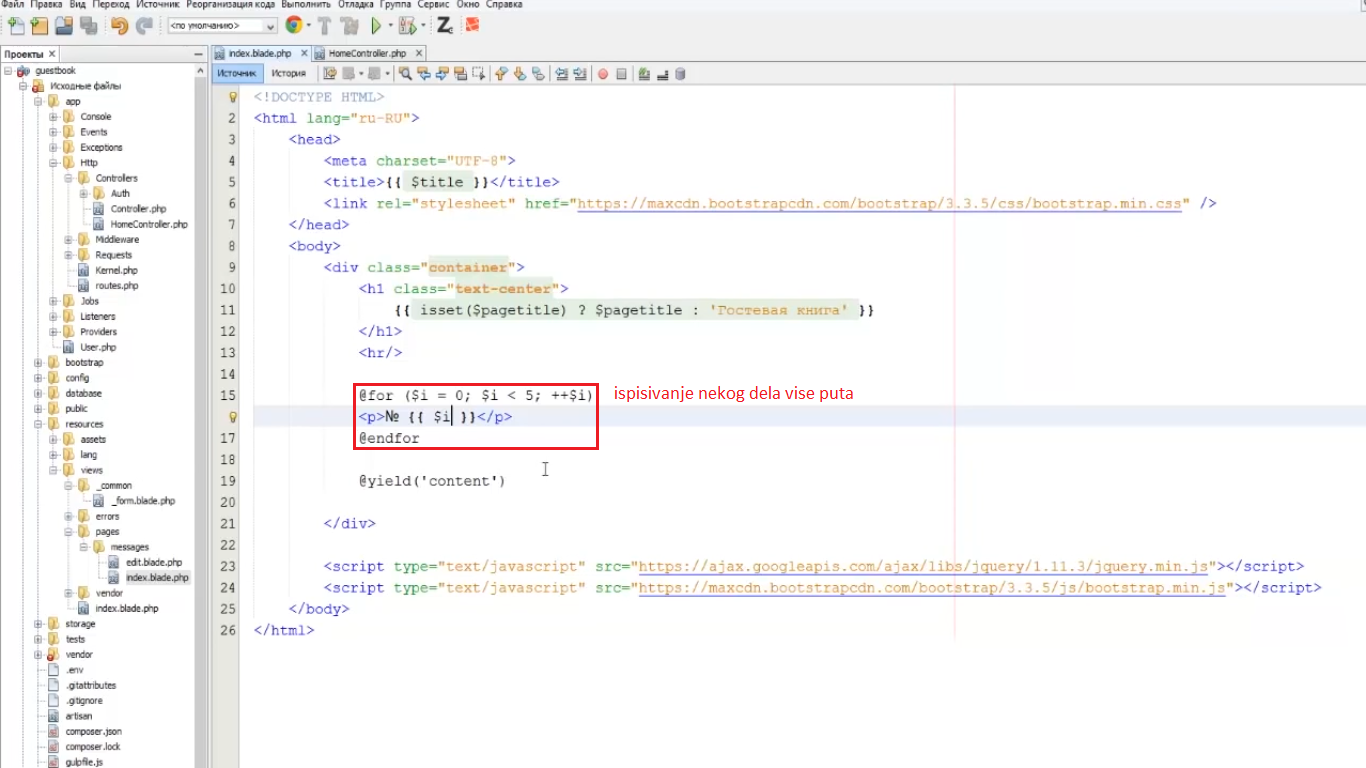 Файл Правка Вид Переход Источник Реорганизация кода Выполнить Отладка Группа Сервис Окно Справка
<по умолчанию>
Проекты
index.blade.php HomeController.php
Источник История
guestbook
Исходные файлы
app
Console
Events
Exceptions
Http
Controllers
Auth
Controller.php
HomeController.php
Middleware
Requests
Kernel.php
routes.php
Jobs
Listeners
Providers
User.php
bootstrap
config
database
public
resources
assets
lang
views
_common
_form.blade.php
errors
pages
messages
edit.blade.php
index.blade.php
vendor
index.blade.php
storage
tests
vendor
.env
.gitattributes
.gitignore
artisan
composer.json
composer.lock
gulpfile.js
<!DOCTYPE HTML>
2 <html lang="ru-RU">
3 <head>
4 <meta charset="UTF-8">
5 <title>{{ $title }}</title>
6 <link rel="stylesheet" href="https://maxcdn.bootstrapcdn.com/bootstrap/3.3.5/css/bootstrap.min.css" />
7 </head>
8 <body>
9 <div class="container">
10 <h1 class="text-center">
11 {{ isset($pagetitle) ? $pagetitle : 'Гостевая книга' }}
12 </h1>
13 <hr/>
14
15 @for ($i = 0; $i < 5; ++$i) ispisivanje nekog dela vise puta
<p>№ {{ $i }}</p>
17 @endfor
18
19 @yield('content')
20
21 </div>
22
23 <script type="text/javascript" src="https://ajax.googleapis.com/ajax/libs/jquery/1.11.3/jquery.min.js"></script>
24 <script type="text/javascript" src="https://maxcdn.bootstrapcdn.com/bootstrap/3.3.5/js/bootstrap.min.js"></script>
25 </body>
26 </html>